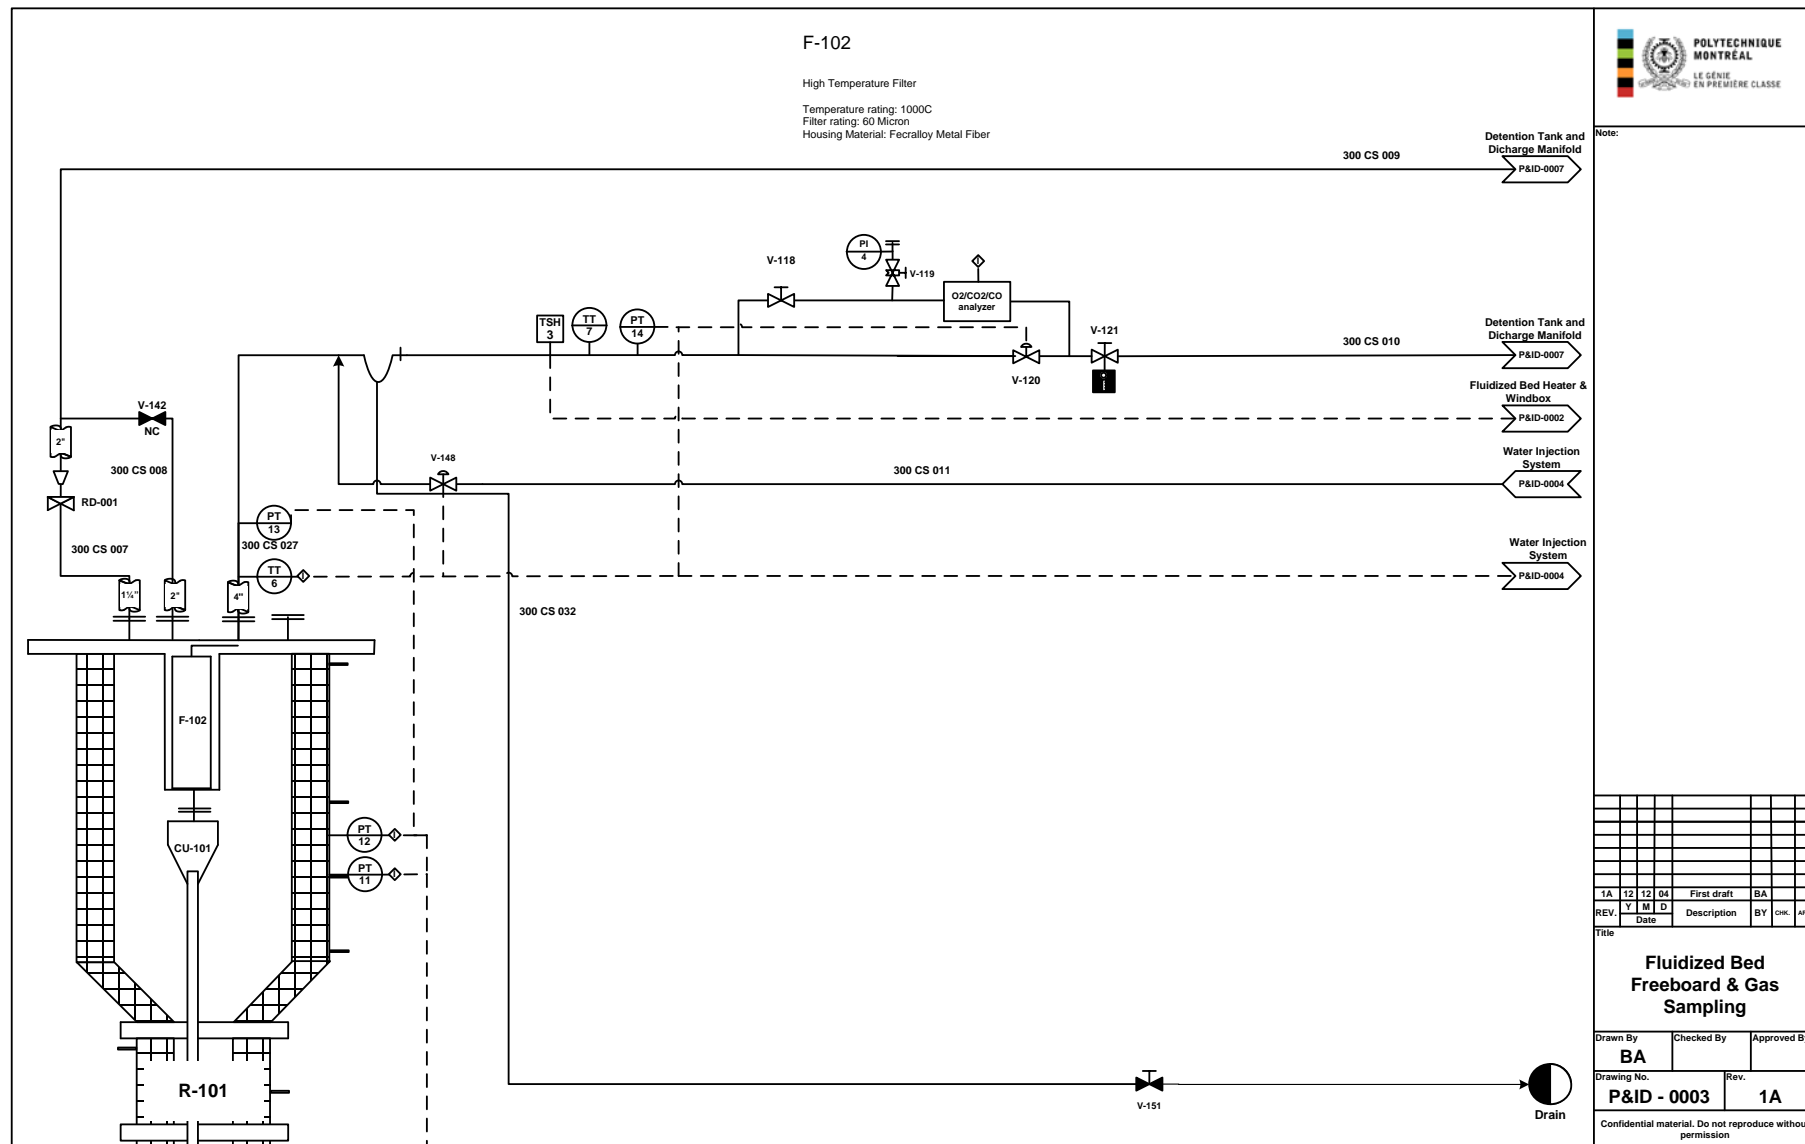 F-102
High Temperature Filter
Temperature rating: 1000C
Filter rating: 60 Micron
Housing Material: Fecralloy Metal Fiber
POLYTECHNIQUE
MONTRÉAL
LE GÉNIE
EN PREMIÈRE CLASSE
Note:
Detention Tank and
Dicharge Manifold
300 CS 009
P&ID-0007
PI
4
V-118
V-119
O2/CO2/CO
analyzer
TSH
3
TT
7
PT
14
V-121
Detention Tank and
Dicharge Manifold
300 CS 010
P&ID-0007
V-120
Fluidized Bed Heater &
Windbox
P&ID-0002
V-142
NC
2"
300 CS 008
V-148
300 CS 011
Water Injection
System
P&ID-0004
RD-001
PT
13
300 CS 027
300 CS 007
TT
6
Water Injection
System
P&ID-0004
1¼"
2"
4"
300 CS 032
F-102
CU-101
PT
12
PT
11
R-101
V-151
Drain
1A 12 12 04 First draft BA
REV. Y M D Description BY CHK.
Date
Title
Fluidized Bed
Freeboard & Gas
Sampling
Drawn By Checked By Approved B
BA
Drawing No. Rev.
P&ID - 0003 1A
Confidential material. Do not reproduce withou
permission